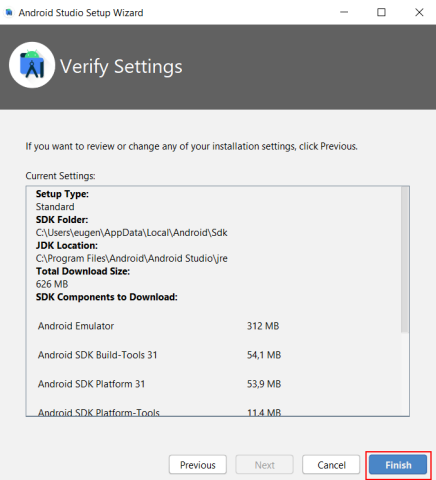 Android Studio Setup Wizard
Verify Settings
If you want to review or change any of your installation settings, click Previous.
Current Settings:
Setup Type:
Standard
SDK Folder:
C:\Users\eugen\AppData\Local\Android\Sdk
JDK Location:
C:\Program Files\Android\Android Studio\jre
Total Download Size:
626 MB
SDK Components to Download:
Android Emulator 312 MB
Android SDK Build-Tools 31 54,1 MB
Android SDK Platform 31 53,9 MB
Android SDK Platform-Tools 11,4 MB
Previous Next Cancel Finish